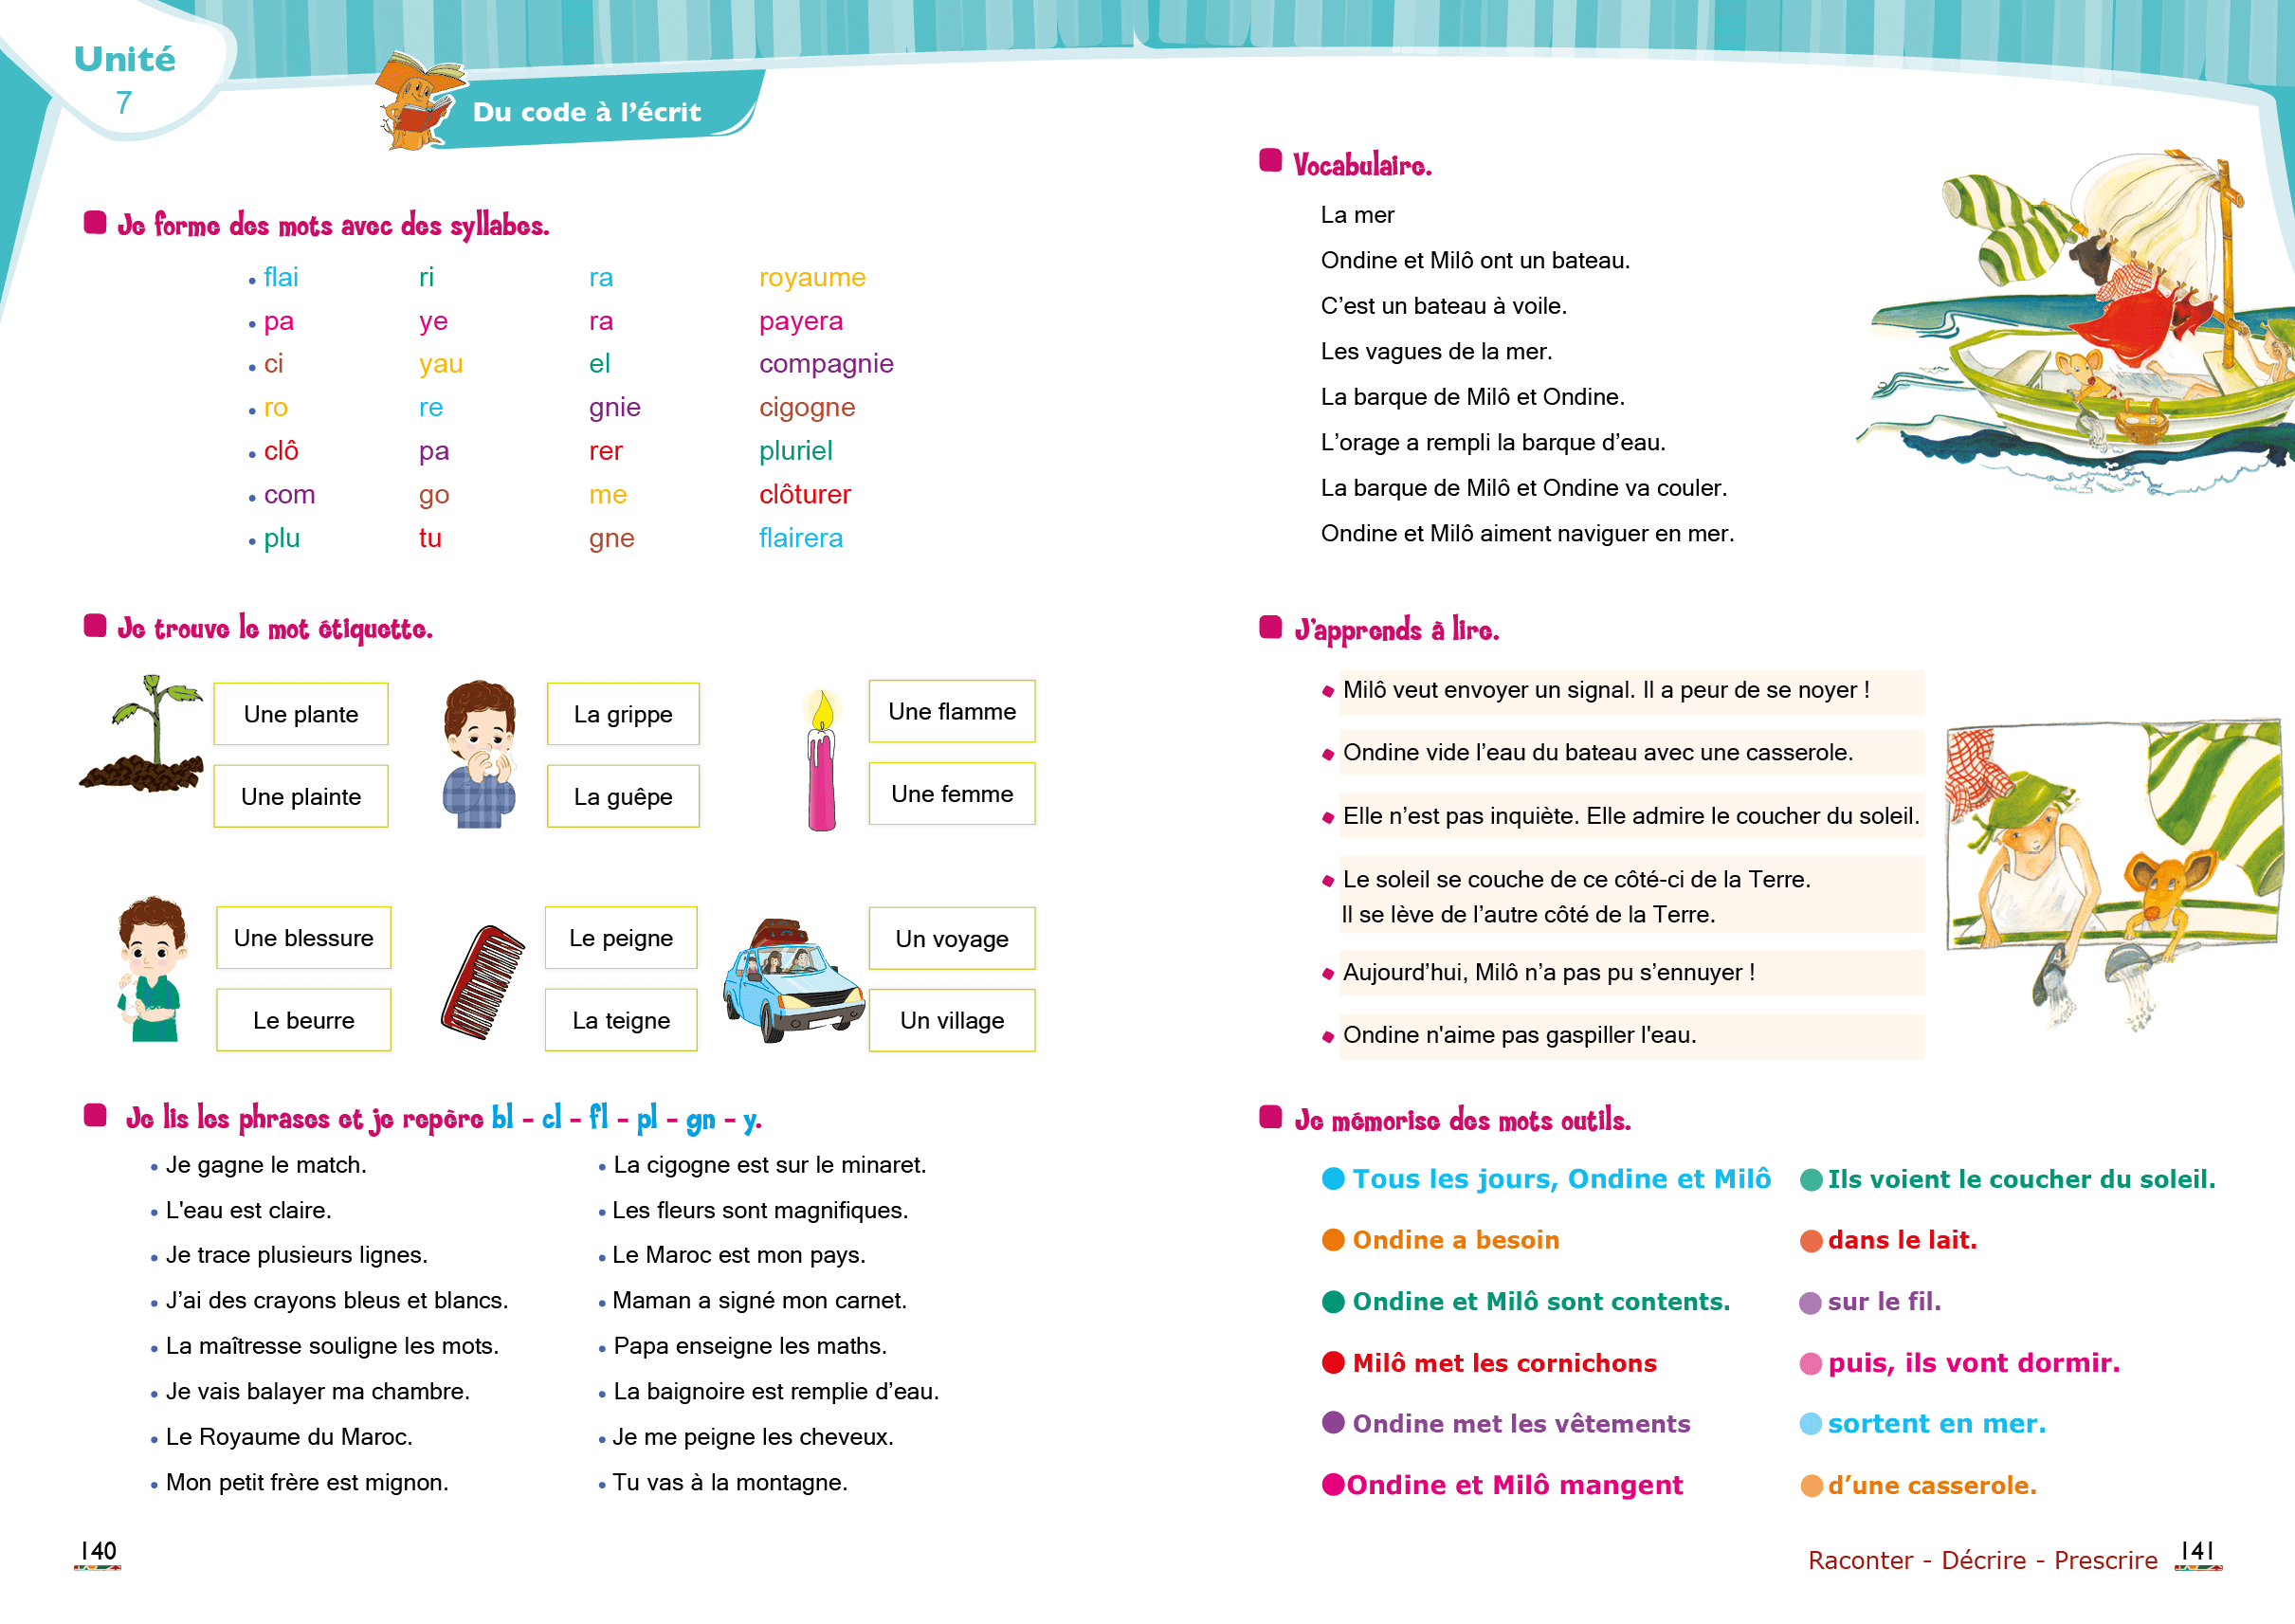 Unité
7
Du code à l’écrit
Je forme des mots avec des syllabes.
• flai ri ra royaume
• pa ye ra payera
• ci yau el compagnie
• ro re gnie cigogne
• clô pa rer pluriel
• com go me clôturer
• plu tu gne flairera
Je trouve le mot étiquette.
Une plante
Une plainte
La grippe
La guêpe
Une flamme
Une femme
Une blessure
Le beurre
Le peigne
La teigne
Un voyage
Un village
Je lis les phrases et je repère bl - cl - fl - pl - gn - y.
• Je gagne le match.
• L'eau est claire.
• Je trace plusieurs lignes.
• J’ai des crayons bleus et blancs.
• La maîtresse souligne les mots.
• Je vais balayer ma chambre.
• Le Royaume du Maroc.
• Mon petit frère est mignon.
• La cigogne est sur le minaret.
• Les fleurs sont magnifiques.
• Le Maroc est mon pays.
• Maman a signé mon carnet.
• Papa enseigne les maths.
• La baignoire est remplie d’eau.
• Je me peigne les cheveux.
• Tu vas à la montagne.
140
Vocabulaire.
La mer
Ondine et Milô ont un bateau.
C’est un bateau à voile.
Les vagues de la mer.
La barque de Milô et Ondine.
L’orage a rempli la barque d’eau.
La barque de Milô et Ondine va couler.
Ondine et Milô aiment naviguer en mer.
J’apprends à lire.
Milô veut envoyer un signal. Il a peur de se noyer !
Ondine vide l’eau du bateau avec une casserole.
Elle n’est pas inquiète. Elle admire le coucher du soleil.
Le soleil se couche de ce côté-ci de la Terre.
Il se lève de l’autre côté de la Terre.
Aujourd’hui, Milô n’a pas pu s’ennuyer !
Ondine n'aime pas gaspiller l'eau.
Je mémorise des mots outils.
Tous les jours, Ondine et Milô
Ondine a besoin
Ondine et Milô sont contents.
Milô met les cornichons
Ondine met les vêtements
Ondine et Milô mangent
Ils voient le coucher du soleil.
dans le lait.
sur le fil.
puis, ils vont dormir.
sortent en mer.
d’une casserole.
Raconter - Décrire - Prescrire
141